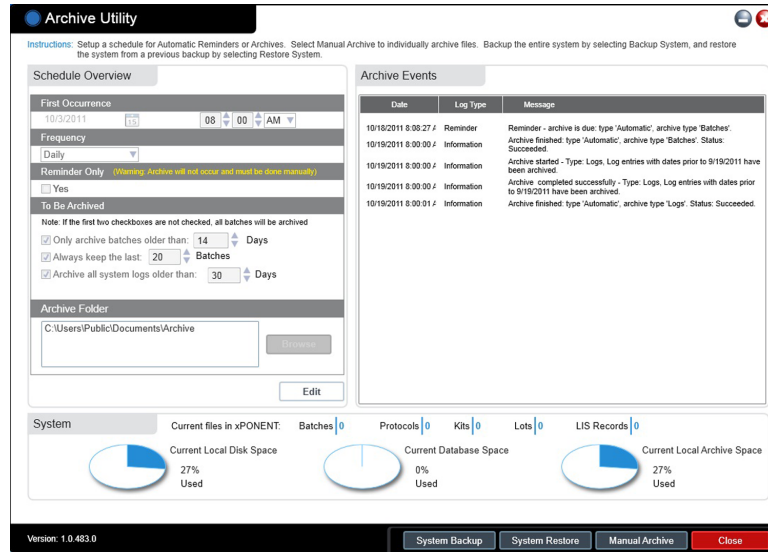 Archive Utility
Instructions: Setup a schedule for Automatic Reminders or Archives. Select Manual Archive to individually archive files. Backup the entire system by selecting Backup System, and restore
the system from a previous backup by selecting Restore System.
Schedule Overview
First Occurrence
10/3/2011 15 08 00 AM
Frequency
Daily
Reminder Only (Warning: Archive will not occur and must be done manually)
Yes
To Be Archived
Note: If the first two checkboxes are not checked, all batches will be archived
Only archive batches older than: 14 Days
Always keep the last: 20 Batches
Archive all system logs older than: 30 Days
Archive Folder
C:\Users\Public\Documents\Archive
Browse
Edit
Archive Events
Date Log Type Message
10/18/2011 8:08:27 A Reminder Reminder - archive is due: type 'Automatic', archive type 'Batches'.
10/19/2011 8:00:00 A Information Archive finished: type 'Automatic', archive type 'Batches'. Status:
Succeeded.
10/19/2011 8:00:00 A Information Archive started - Type: Logs, Log entries with dates prior to 9/19/2011 have
been archived.
10/19/2011 8:00:00 A Information Archive completed successfully - Type: Logs, Log entries with dates prior
to 9/19/2011 have been archived.
10/19/2011 8:00:01 A Information Archive finished: type 'Automatic', archive type 'Logs'. Status: Succeeded.
System
Current files in xPONENT: Batches 0 Protocols 0 Kits 0 Lots 0 LIS Records 0
Current Local Disk Space
27%
Used
Current Database Space
0%
Used
Current Local Archive Space
27%
Used
Version: 1.0.483.0
System Backup System Restore Manual Archive Close